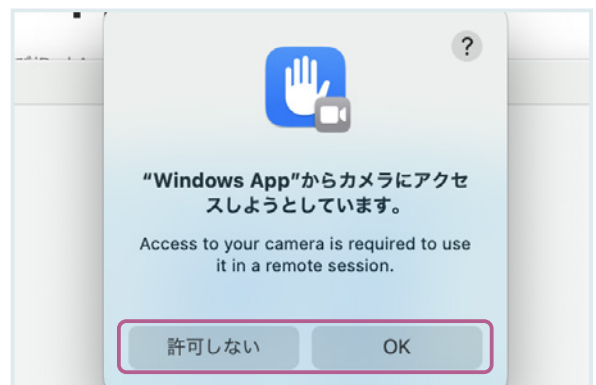 ?
“Windows App”からカメラにアクセ
スしようとしています。
Access to your camera is required to use
it in a remote session.
許可しない
OK